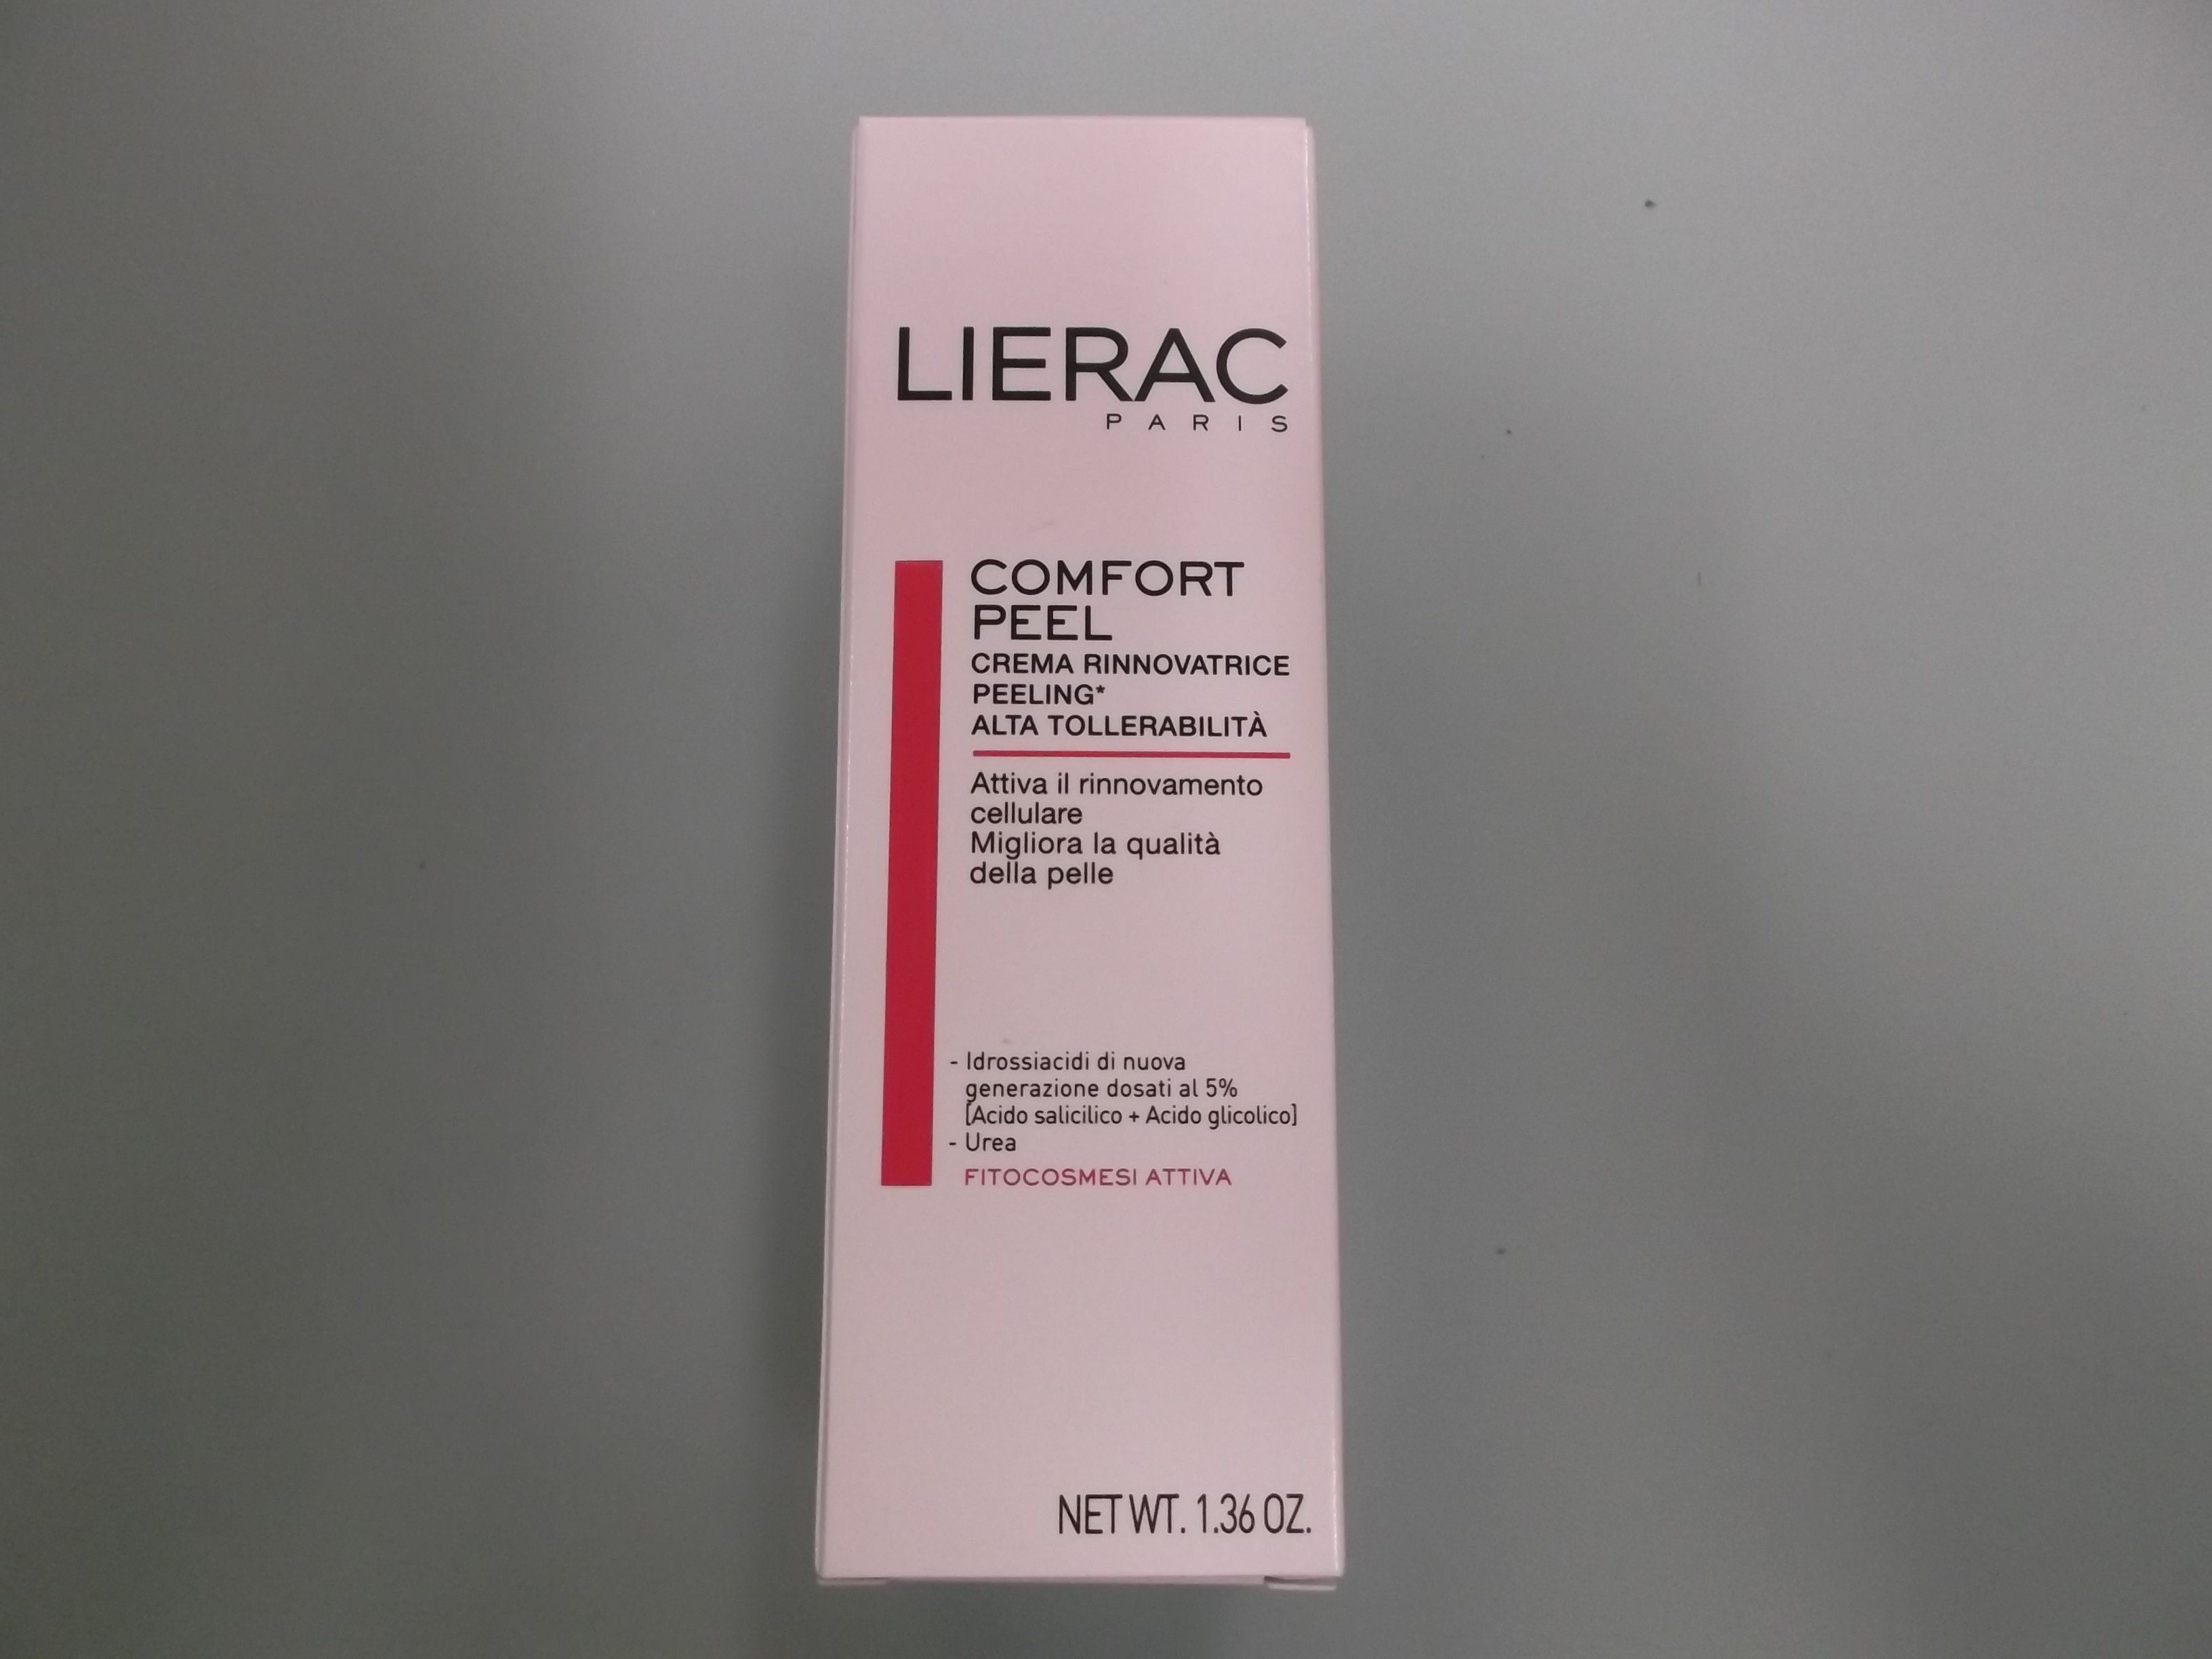 LIERAC
PARIS
COMFORT
PEEL
CREMA RINNOVATRICE
PEELING*
ALTA TOLLERABILITÀ
Attiva il rinnovamento
cellulare
Migliora la qualità
della pelle
- Idrossiacidi di nuova
generazione dosati al 5%
[Acido salicilico + Acido glicolico]
- Urea
FITOCOSMESI ATTIVA
NET WT. 1.36 OZ.